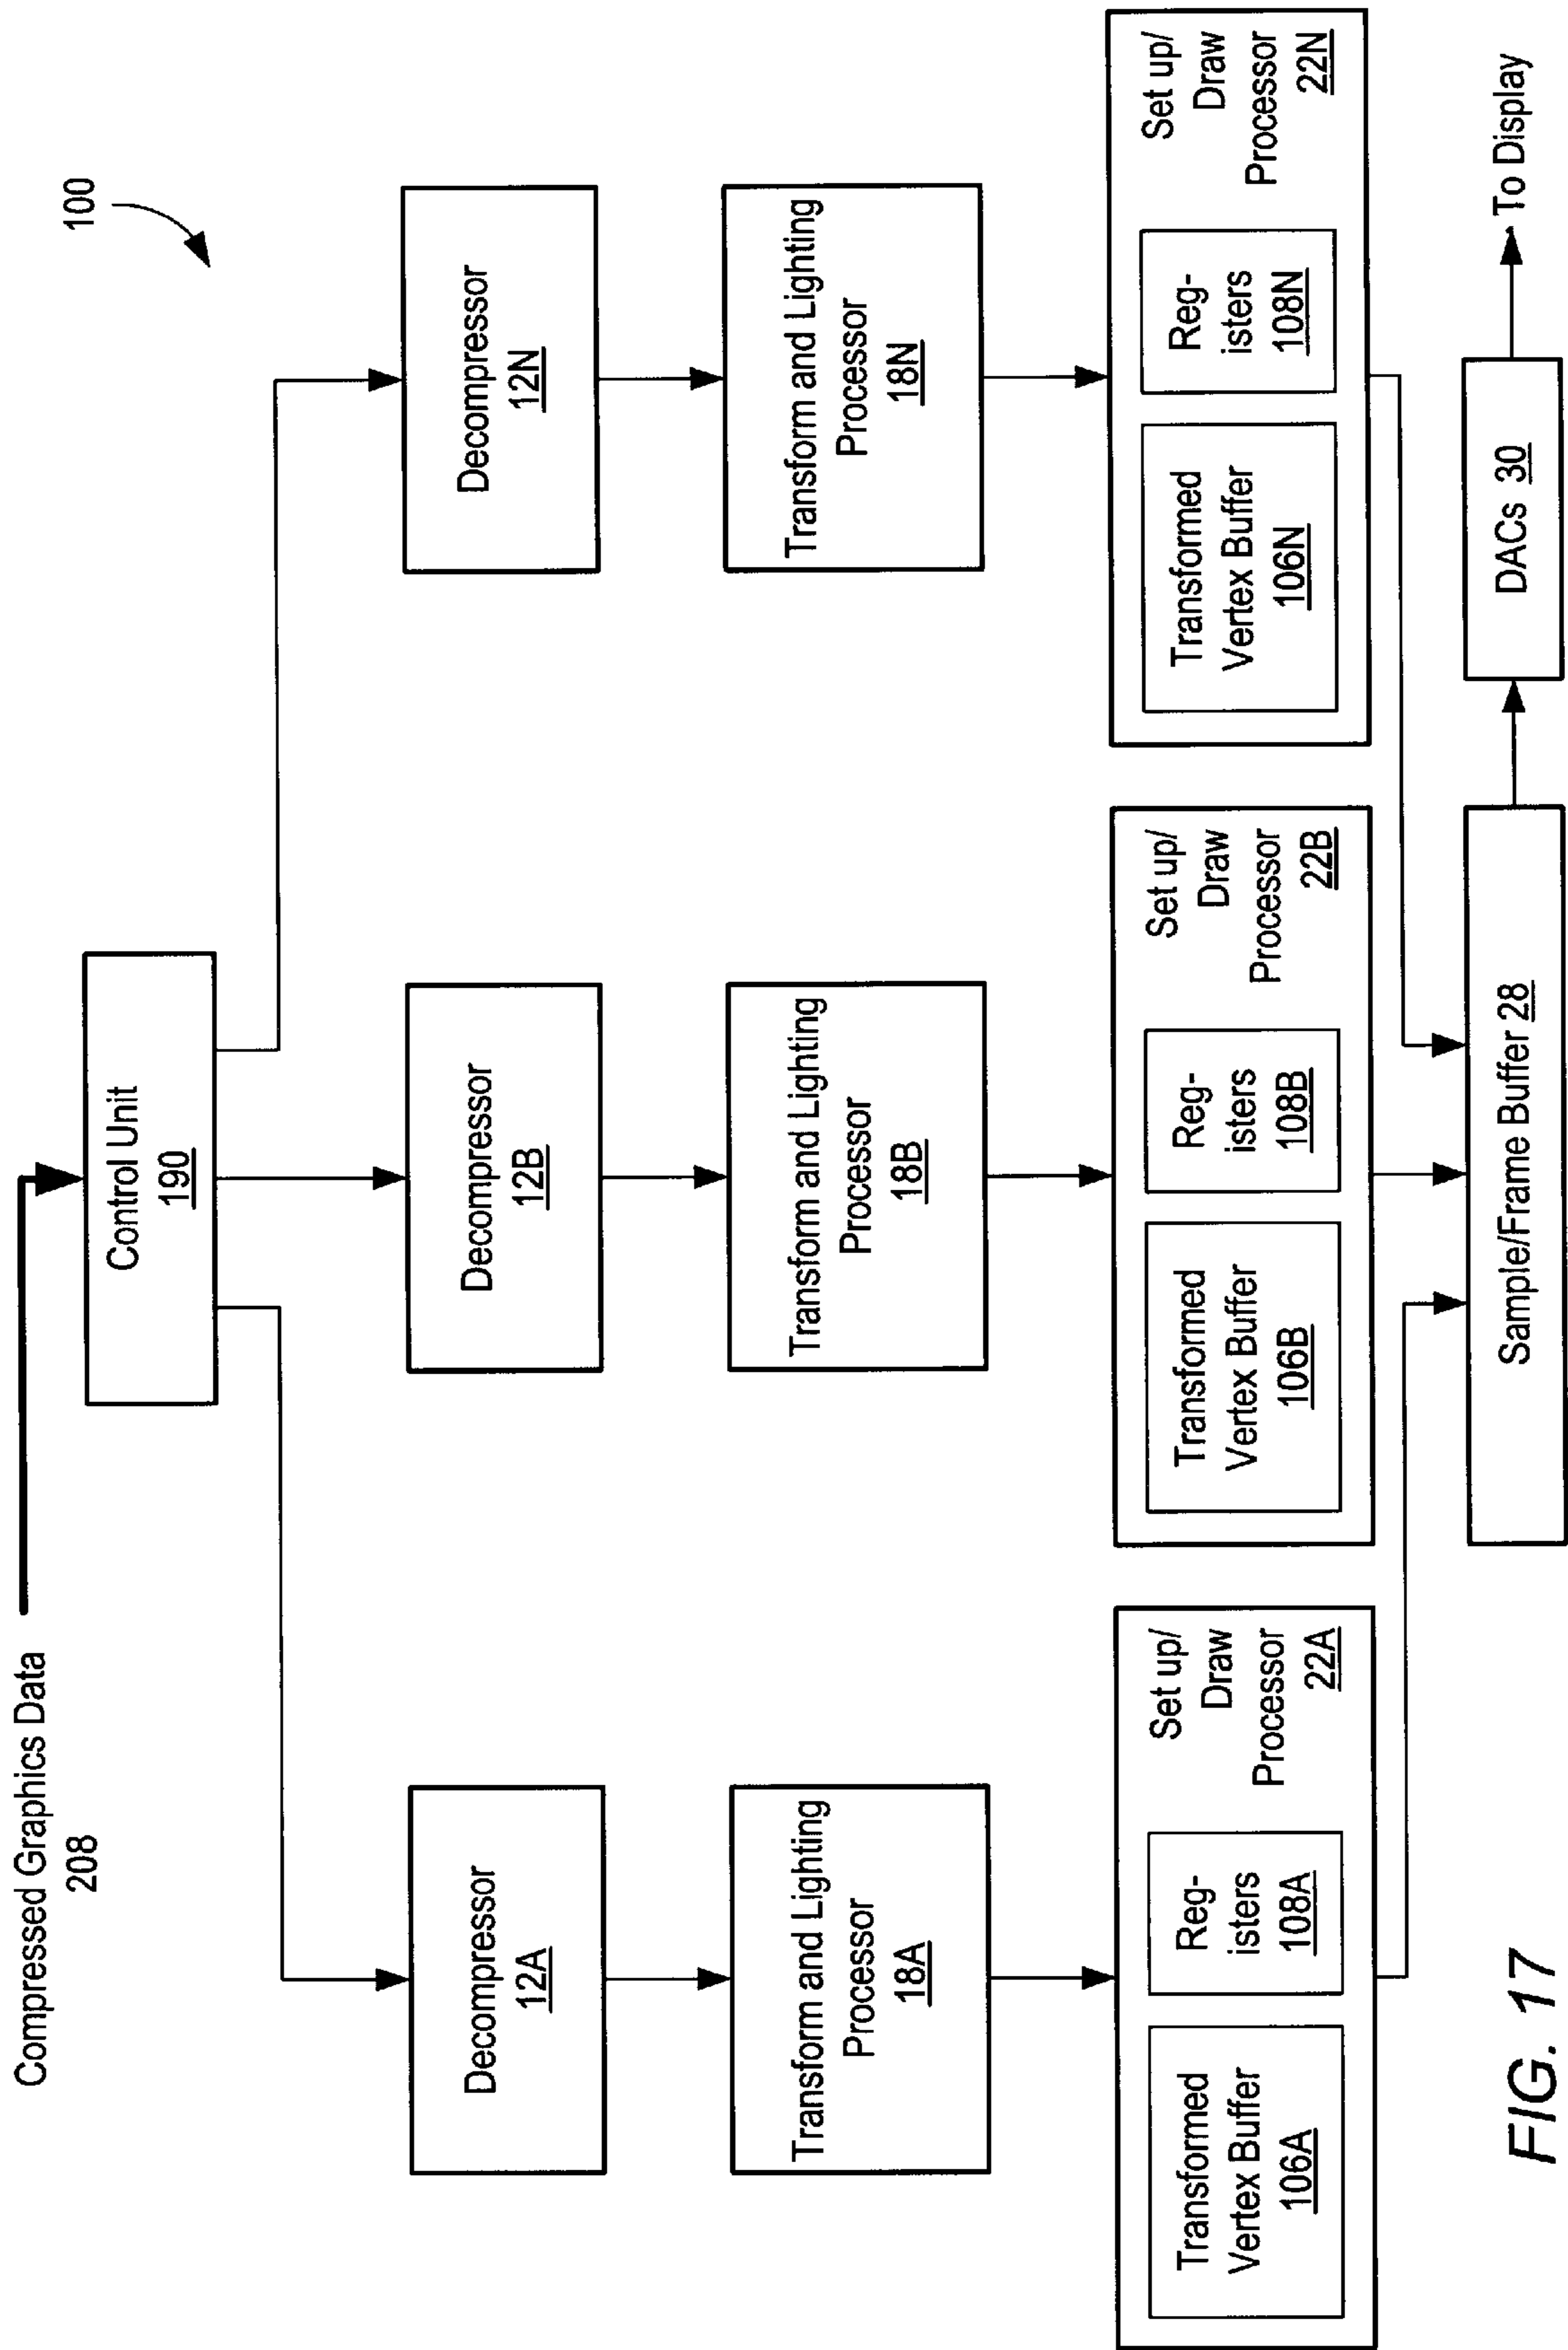 Compressed Graphics Data
208
100
Control Unit
190
Decompressor
12A
Decompressor
12B
Decompressor
12N
Transform and Lighting
Processor
18A
Transform and Lighting
Processor
18B
Transform and Lighting
Processor
18N
Transformed
Vertex Buffer
106A
Reg-
isters
108A
Set up/
Draw
Processor
22A
Transformed
Vertex Buffer
106B
Reg-
isters
108B
Set up/
Draw
Processor
22B
Transformed
Vertex Buffer
106N
Reg-
isters
108N
Set up/
Draw
Processor
22N
Sample/Frame Buffer 28
DACs 30
To Display
FIG. 17